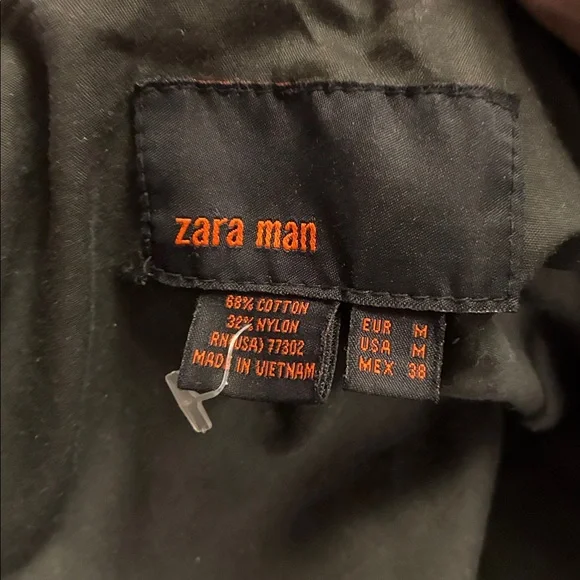 zara man
68% COTTON
32% NYLON
RN(USA) 77302
MADE IN VIETNAM
EUR M
USA M
MEX 38